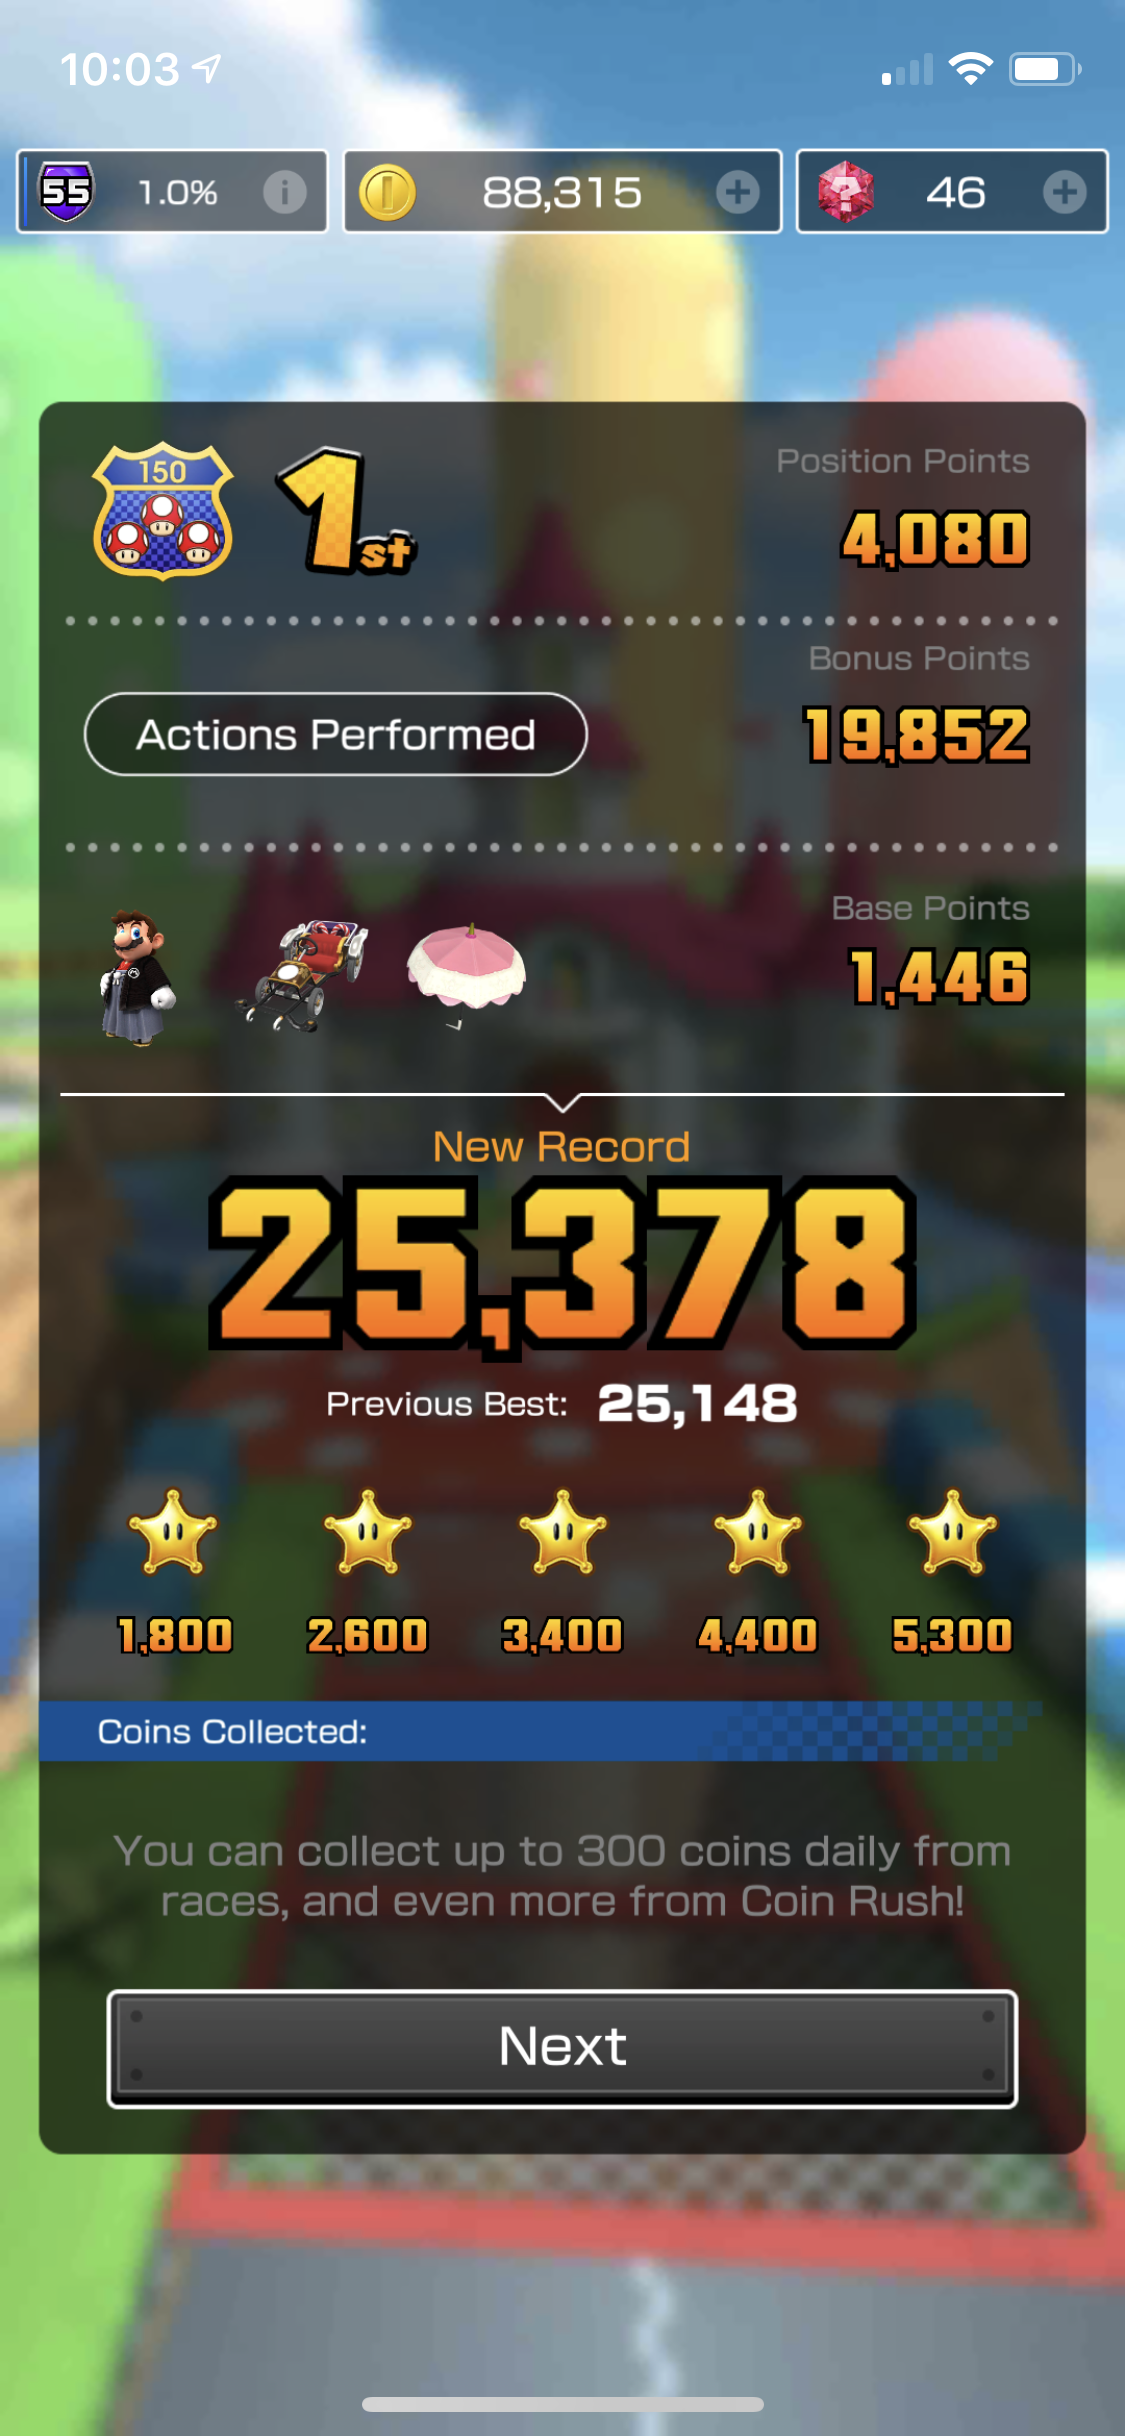 10:03
55 1.0% i 88,315 + ? 46 +
150 1st Position Points
4,080
Bonus Points
Actions Performed 19,852
Base Points
1,446
New Record
25,378
Previous Best: 25,148
1,800 2,600 3,400 4,400 5,300
Coins Collected:
You can collect up to 300 coins daily from
races, and even more from Coin Rush!
Next